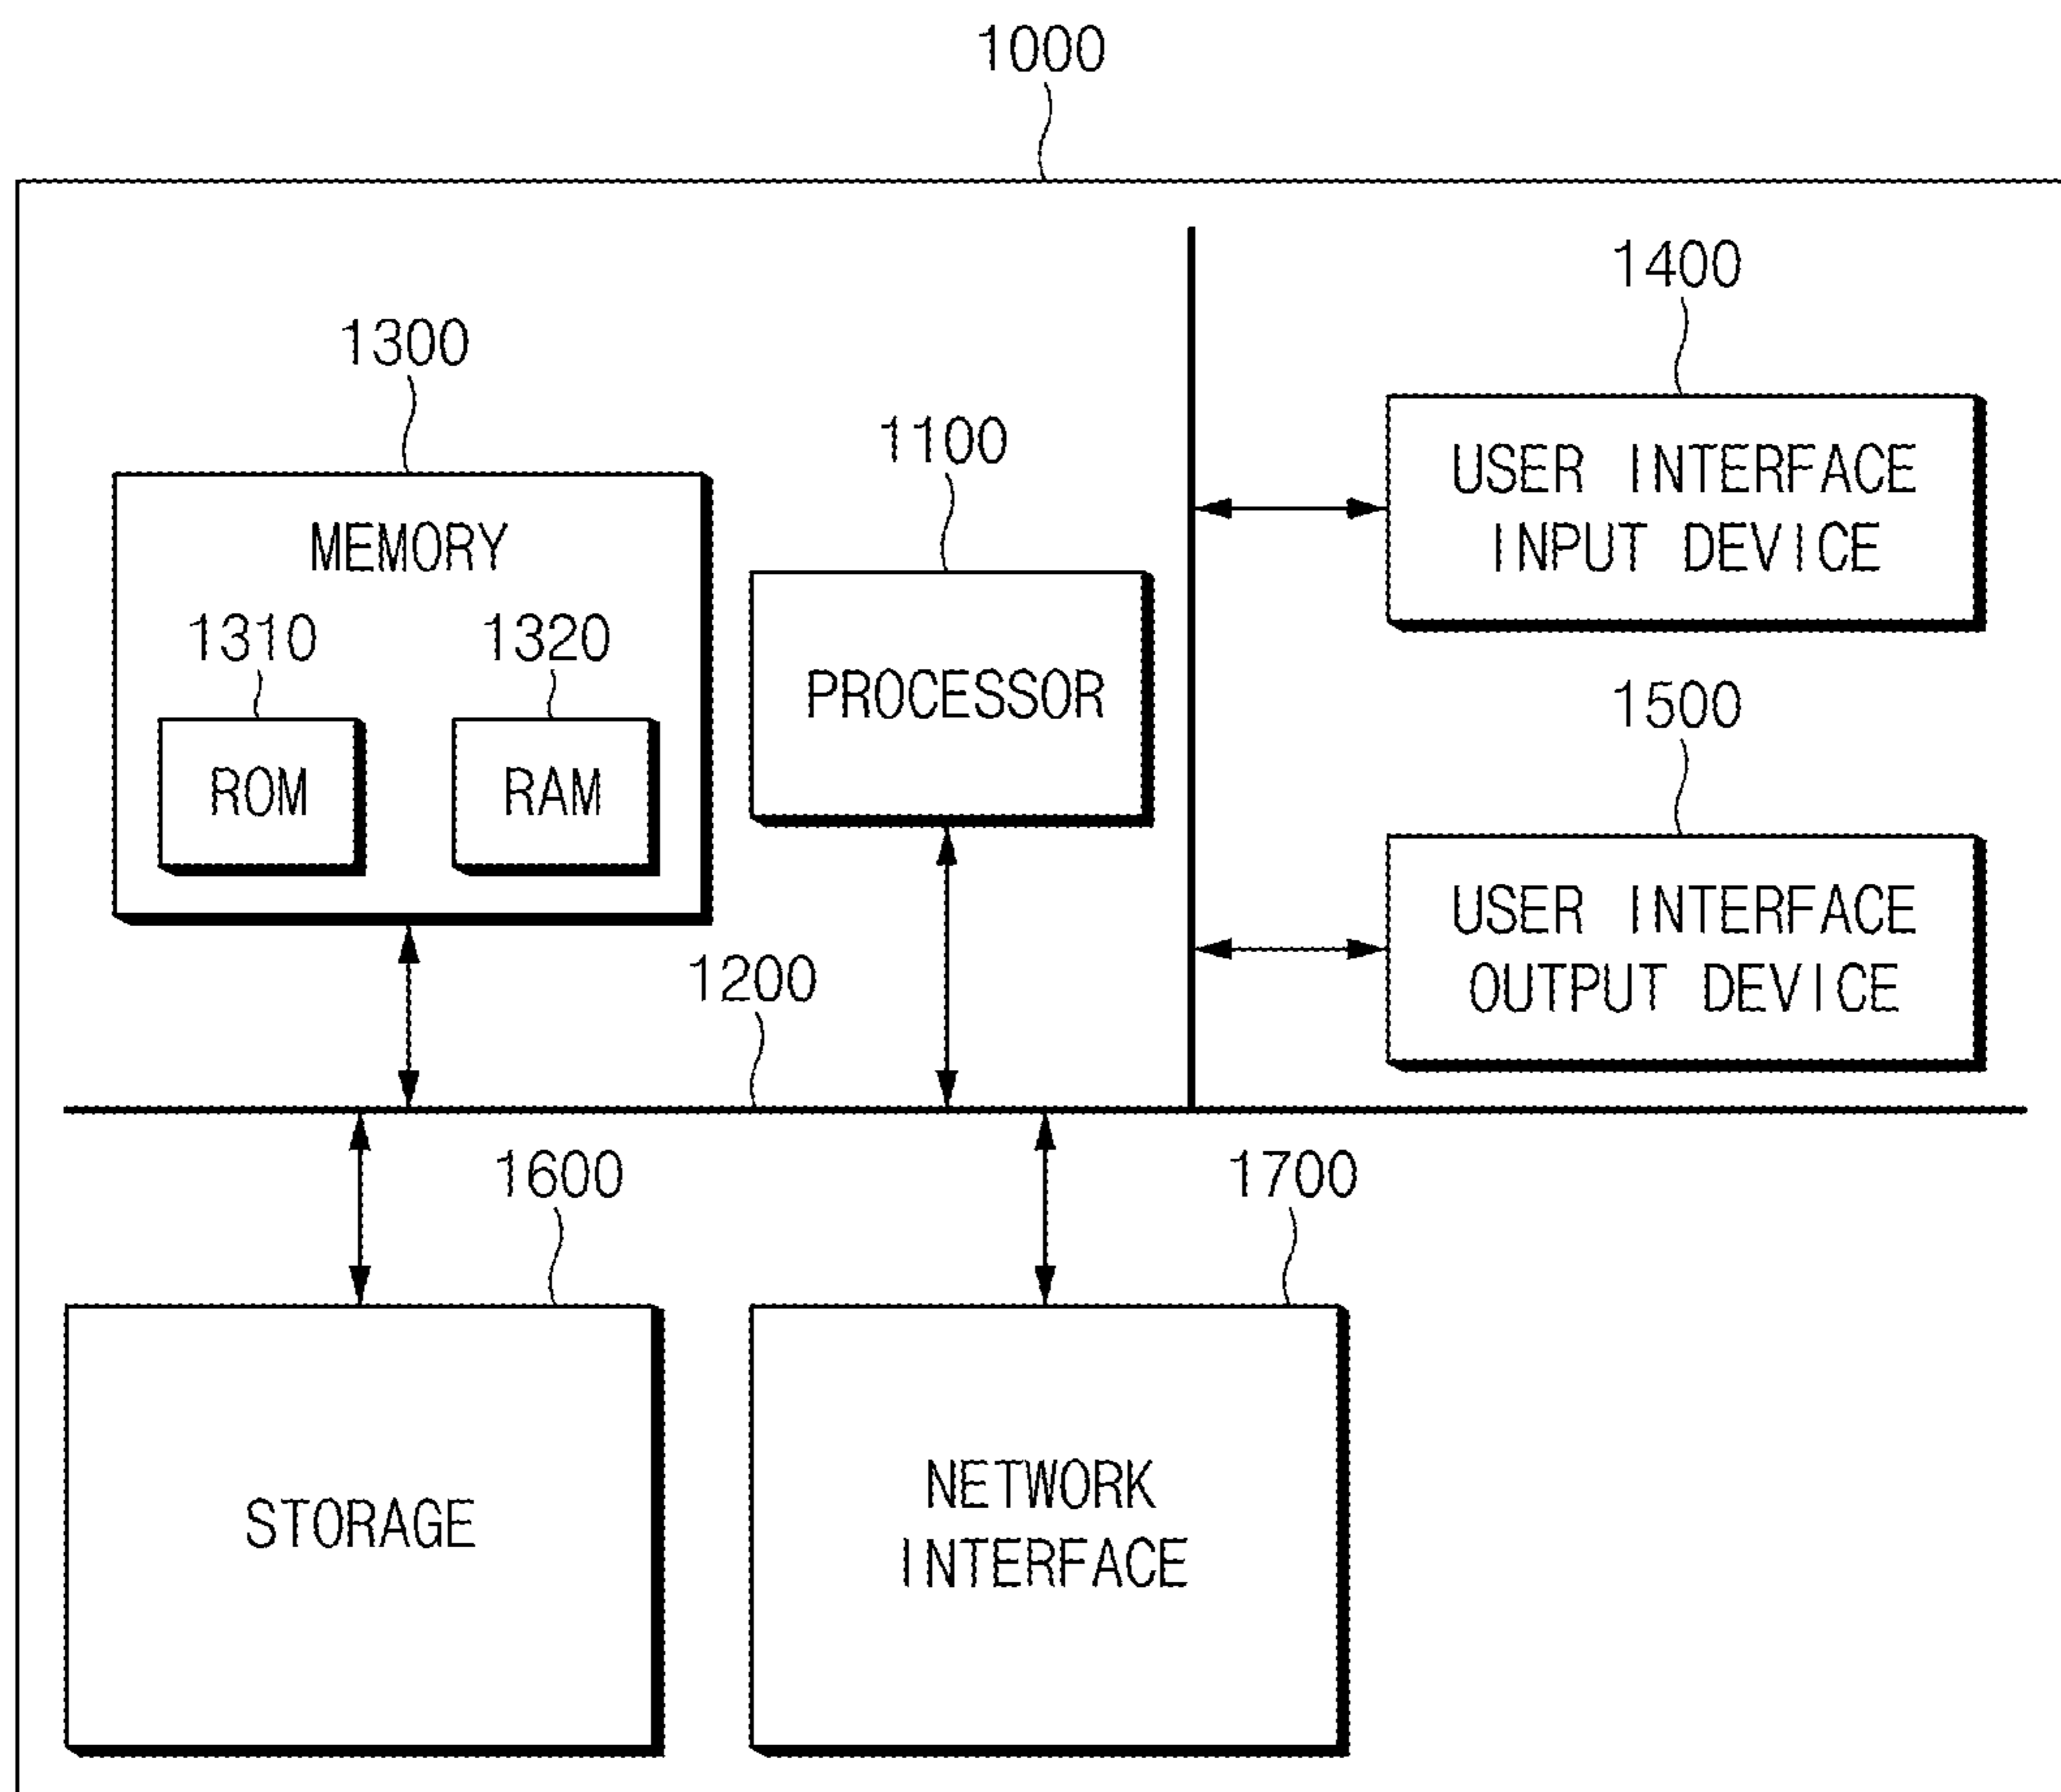 1000
1400
1300
1100
USER INTERFACE
INPUT DEVICE
MEMORY
1310
1320
PROCESSOR
1500
ROM
RAM
USER INTERFACE
OUTPUT DEVICE
1200
1600
1700
STORAGE
NETWORK
INTERFACE